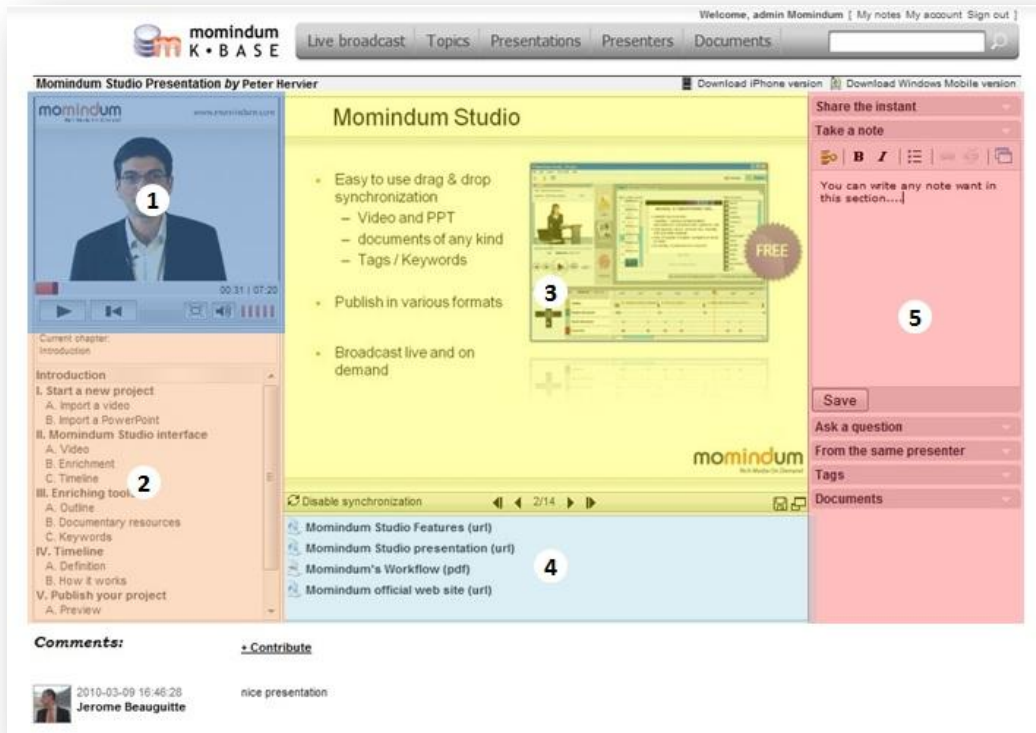 Welcome, admin Momindum [ My notes My account Sign out ]
momindum
K•BASE
Live broadcast Topics Presentations Presenters Documents
Momindum Studio Presentation by Peter Hervier
Download iPhone version Download Windows Mobile version
momindum
www.momindum.com
1
00:31 | 07:20
Current chapter:
Introduction
Introduction
I. Start a new project
A. Import a video
B. Import a PowerPoint
II. Momindum Studio interface
A. Video
B. Enrichment
C. Timeline
2
III. Enriching tools
A. Outline
B. Documentary resources
C. Keywords
IV. Timeline
A. Definition
B. How it works
V. Publish your project
A. Preview
Momindum Studio
• Easy to use drag & drop
synchronization
– Video and PPT
– documents of any kind
– Tags / Keywords
• Publish in various formats
• Broadcast live and on
demand
FREE
3
momindum
Rich Media On Demand
Disable synchronization
2/14
Momindum Studio Features (url)
Momindum Studio presentation (url)
Momindum's Workflow (pdf)
Momindum official web site (url)
4
Share the instant
Take a note
B I
You can write any note want in
this section....
5
Save
Ask a question
From the same presenter
Tags
Documents
Comments:
+ Contribute
2010-03-09 16:46:28
Jerome Beauguitte
nice presentation